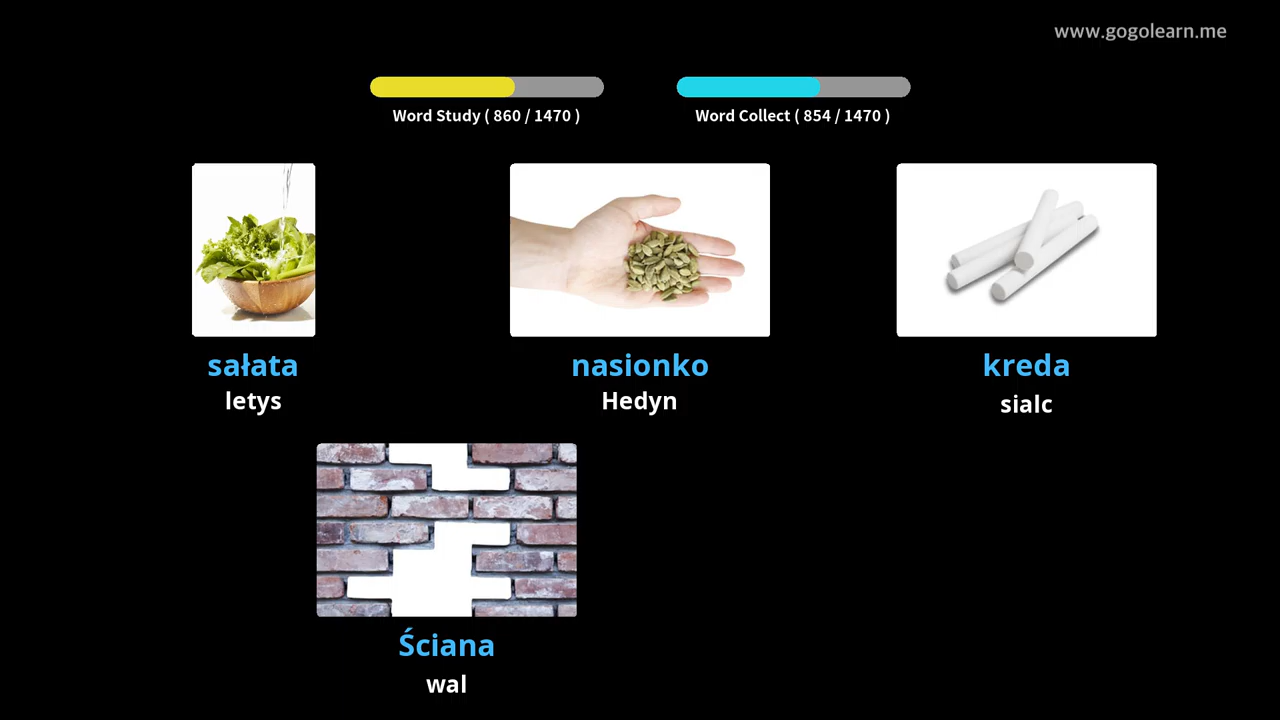 www.gogolearn.me
Word Study ( 860 / 1470 )
Word Collect ( 854 / 1470 )
sałata
letys
nasionko
Hedyn
kreda
sialc
Ściana
wal